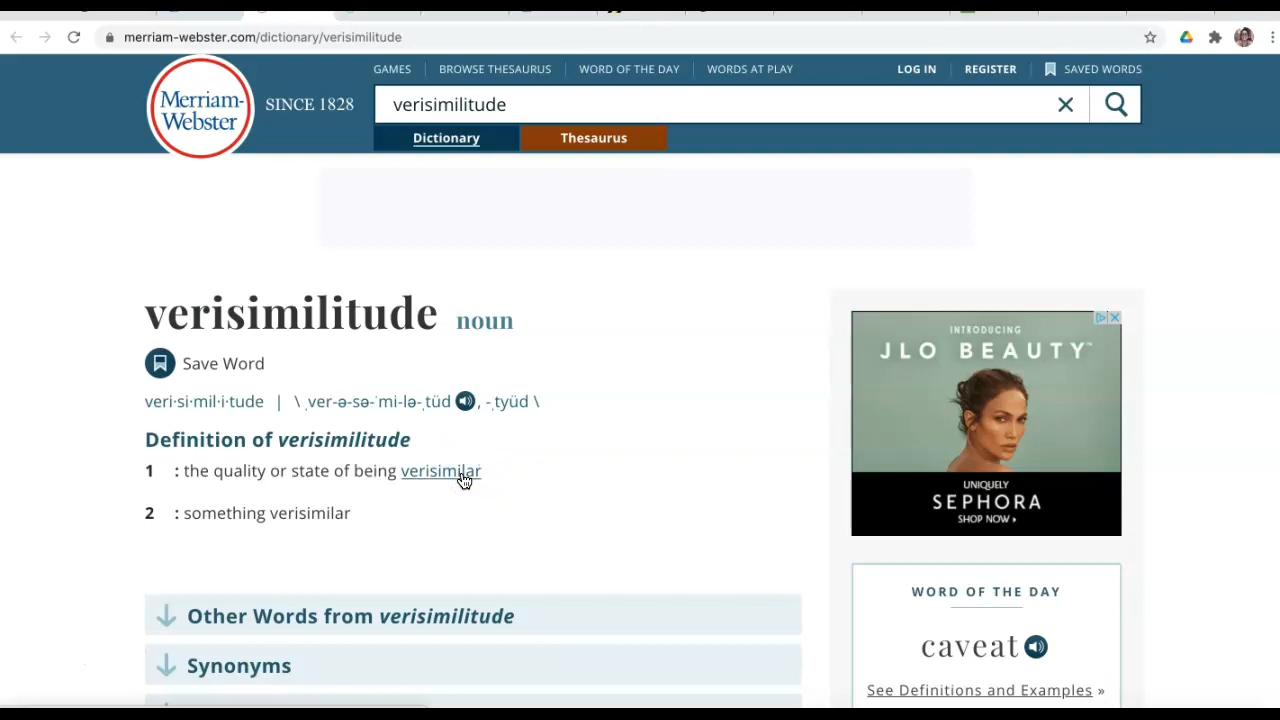 merriam-webster.com/dictionary/verisimilitude
GAMES
BROWSE THESAURUS
WORD OF THE DAY
WORDS AT PLAY
LOG IN
REGISTER
SAVED WORDS
Merriam-
Webster
SINCE 1828
verisimilitude
Dictionary
Thesaurus
verisimilitude noun
Save Word
veri·si·mil·i·tude | \ ˌver-ə-sə-ˈmi-lə-ˌtüd , -ˌtyüd \
Definition of verisimilitude
1 : the quality or state of being verisimilar
2 : something verisimilar
Other Words from verisimilitude
Synonyms
INTRODUCING
JLO BEAUTY™
UNIQUELY
SEPHORA
SHOP NOW ▸
WORD OF THE DAY
caveat
See Definitions and Examples »